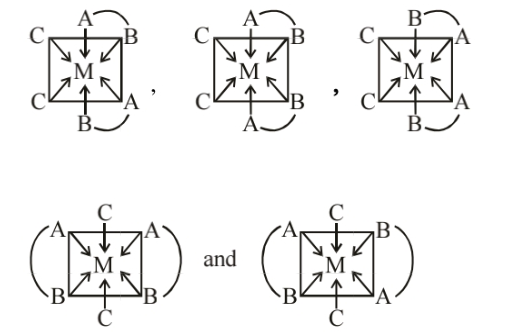 A A B
C B C B C A
M , M , M
C A C B C A
B A B
C C
A A and A B
M M
B B B A
C C